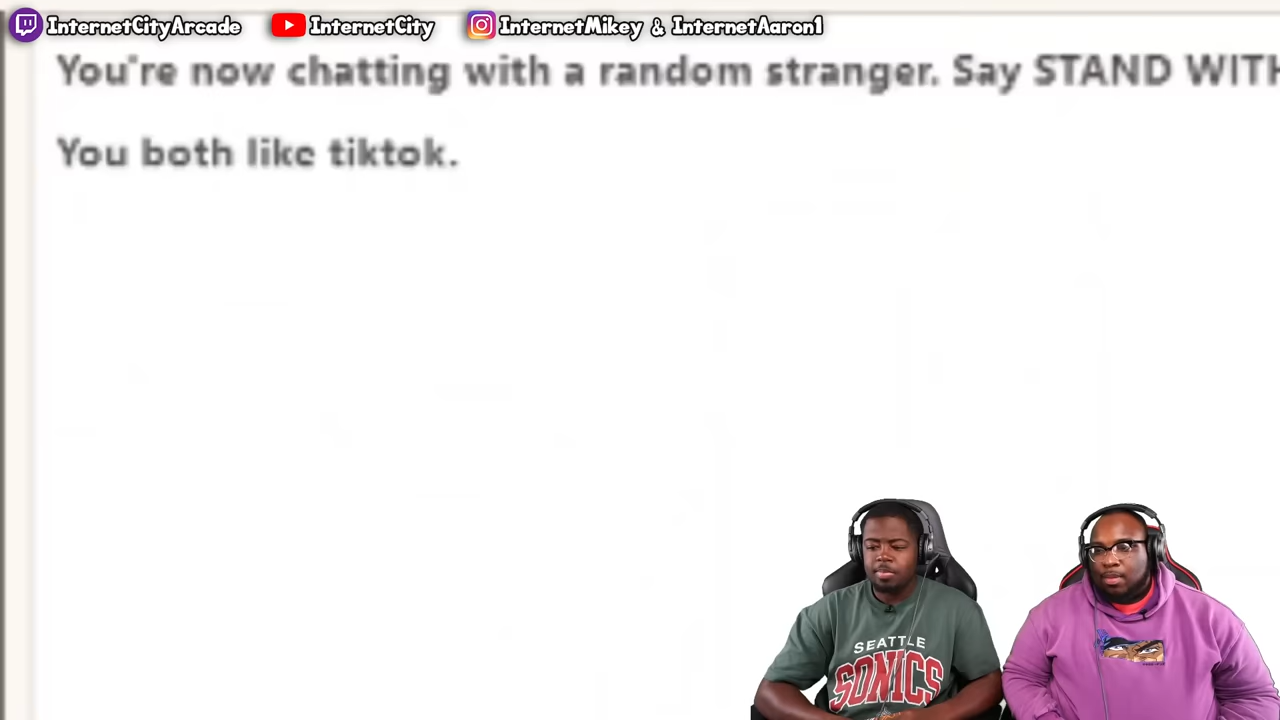 InternetCityArcade InternetCity InternetMikey & InternetAaron1
You're now chatting with a random stranger. Say STAND WITH
You both like tiktok.
SEATTLE
SONICS